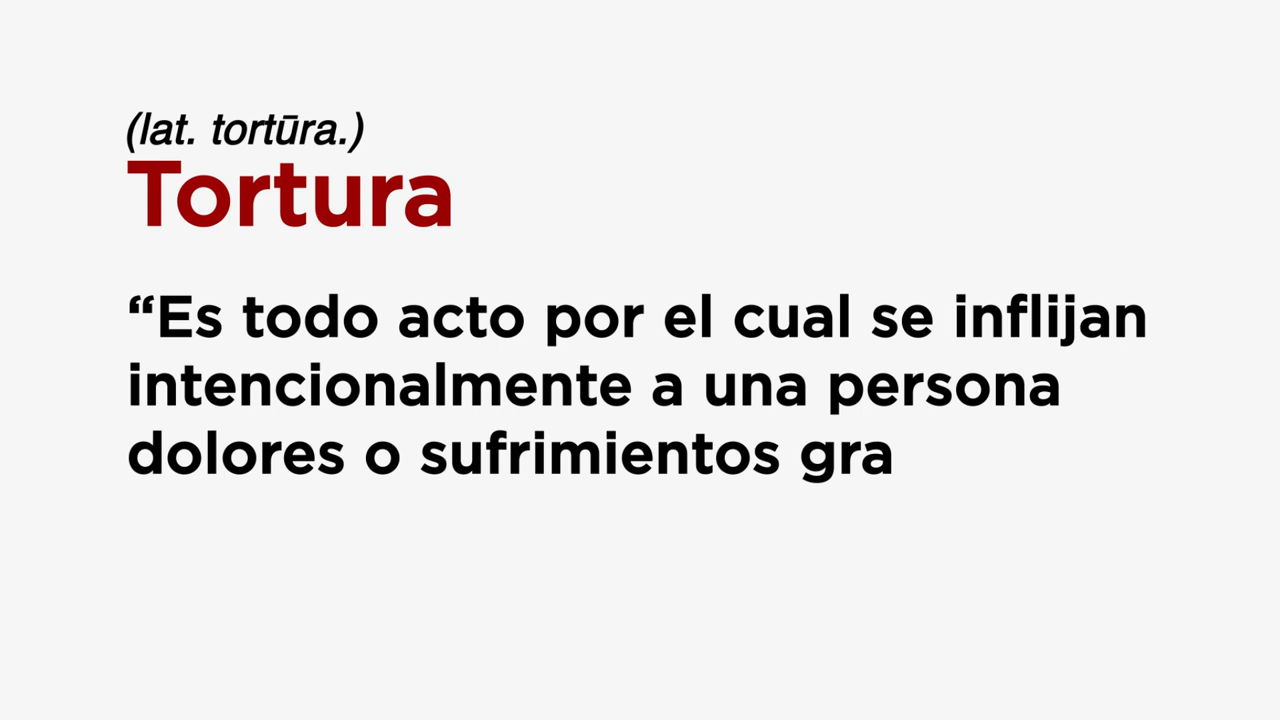 (lat. tortūra.)
Tortura
“Es todo acto por el cual se inflijan
intencionalmente a una persona
dolores o sufrimientos gra